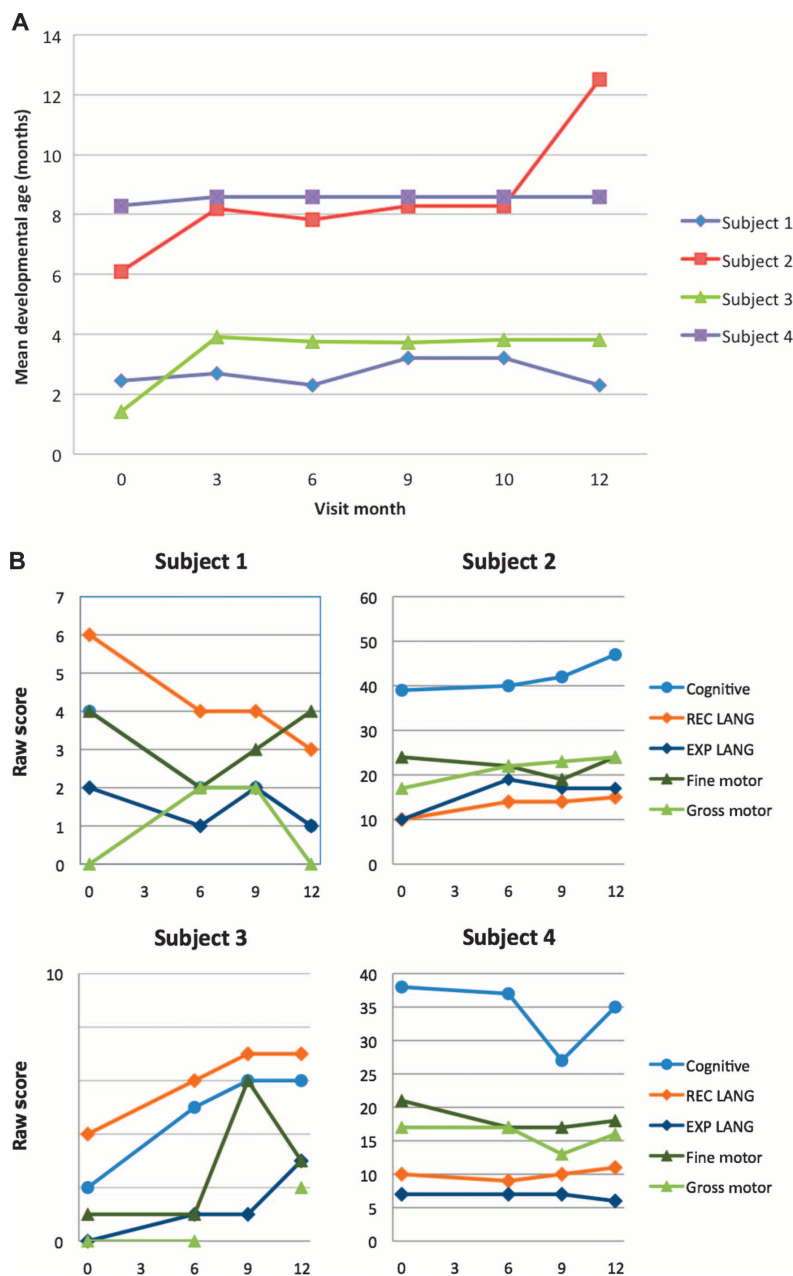 A
Mean developmental age (months)
14
12
10
8
6
4
2
0
0 3 6 9 10 12
Visit month
Subject 1
Subject 2
Subject 3
Subject 4
B
Subject 1
Raw score
7
6
5
4
3
2
1
0
0 3 6 9 12
Subject 2
60
50
40
30
20
10
0
0 3 6 9 12
Cognitive
REC LANG
EXP LANG
Fine motor
Gross motor
Subject 3
Raw score
10
0
0 3 6 9 12
Subject 4
40
35
30
25
20
15
10
5
0
0 3 6 9 12
Cognitive
REC LANG
EXP LANG
Fine motor
Gross motor